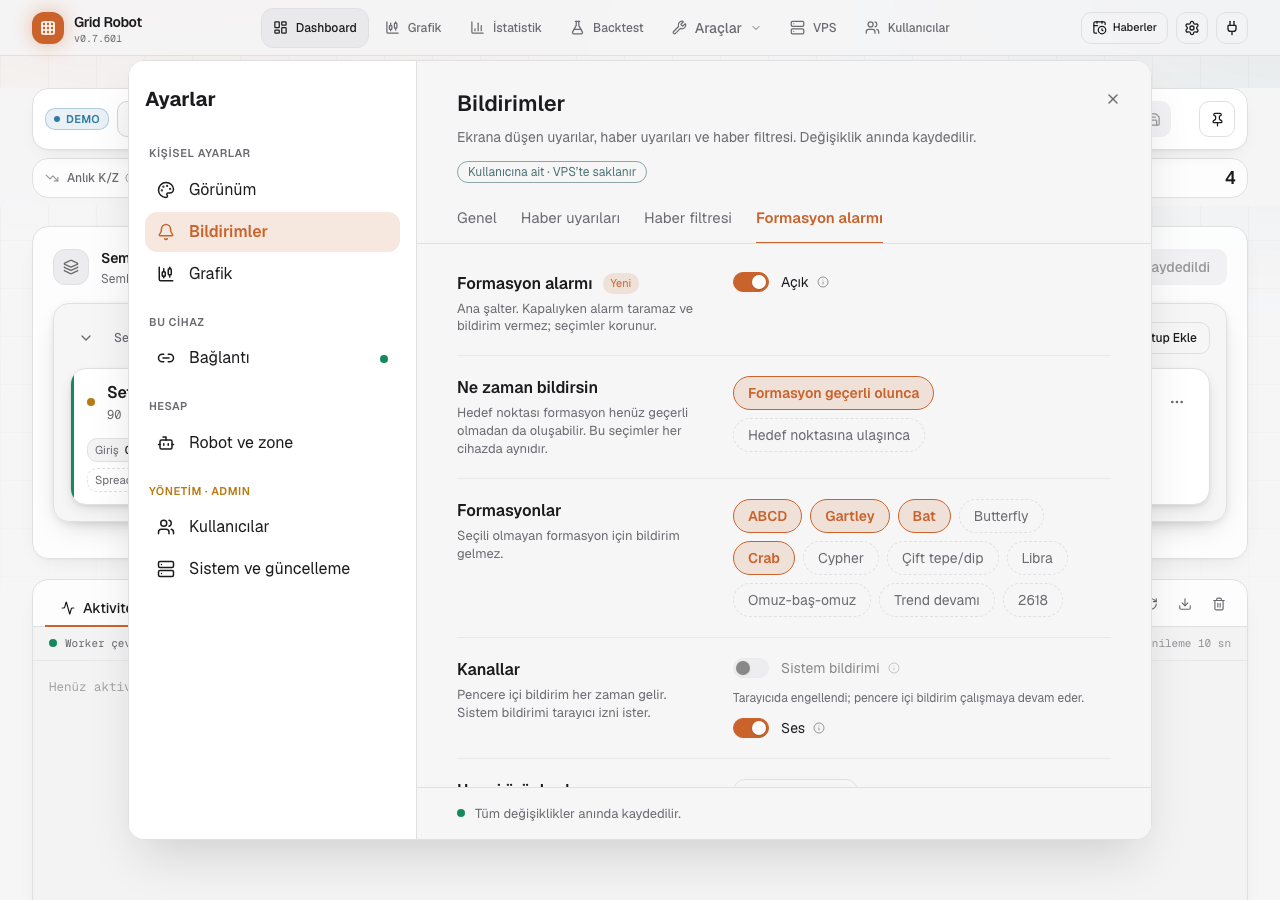 Grid Robot
v0.7.601
Dashboard
Grafik
İstatistik
Backtest
Araçlar
VPS
Kullanıcılar
Haberler
DEMO
Anlık K/Z
4
Ayarlar
KİŞİSEL AYARLAR
Görünüm
Bildirimler
Grafik
BU CİHAZ
Bağlantı
HESAP
Robot ve zone
YÖNETİM · ADMIN
Kullanıcılar
Sistem ve güncelleme
Bildirimler
Ekrana düşen uyarılar, haber uyarıları ve haber filtresi. Değişiklik anında kaydedilir.
Kullanıcına ait · VPS'te saklanır
Genel
Haber uyarıları
Haber filtresi
Formasyon alarmı
Formasyon alarmı Yeni
Ana şalter. Kapalıyken alarm taramaz ve
bildirim vermez; seçimler korunur.
Açık
Ne zaman bildirsin
Hedef noktası formasyon henüz geçerli
olmadan da oluşabilir. Bu seçimler her
cihazda aynıdır.
Formasyon geçerli olunca
Hedef noktasına ulaşınca
Formasyonlar
Seçili olmayan formasyon için bildirim
gelmez.
ABCD Gartley Bat Butterfly
Crab Cypher Çift tepe/dip Libra
Omuz-baş-omuz Trend devamı 2618
Kanallar
Pencere içi bildirim her zaman gelir.
Sistem bildirimi tarayıcı izni ister.
Sistem bildirimi
Tarayıcıda engellendi; pencere içi bildirim çalışmaya devam eder.
Ses
Tüm değişiklikler anında kaydedilir.
aydedildi
tup Ekle
90
Giriş
Worker
10 sn
Henüz